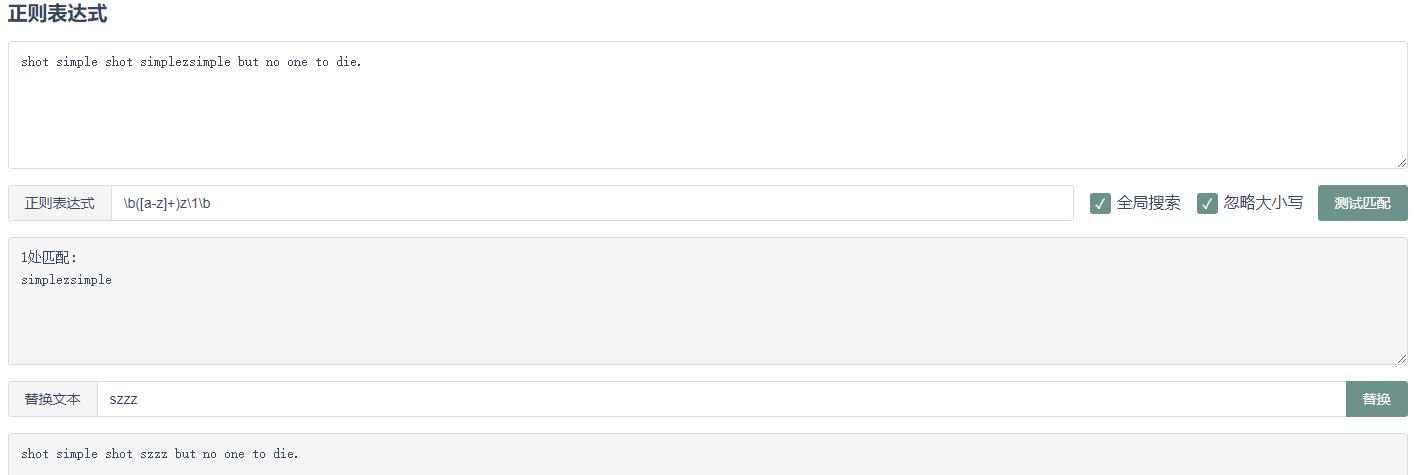 正则表达式
shot simple shot simplezsimple but no one to die.
正则表达式 \b([a-z]+)z\1\b 全局搜索 忽略大小写 测试匹配
1处匹配：
simplezsimple
替换文本 szzz 替换
shot simple shot szzz but no one to die.